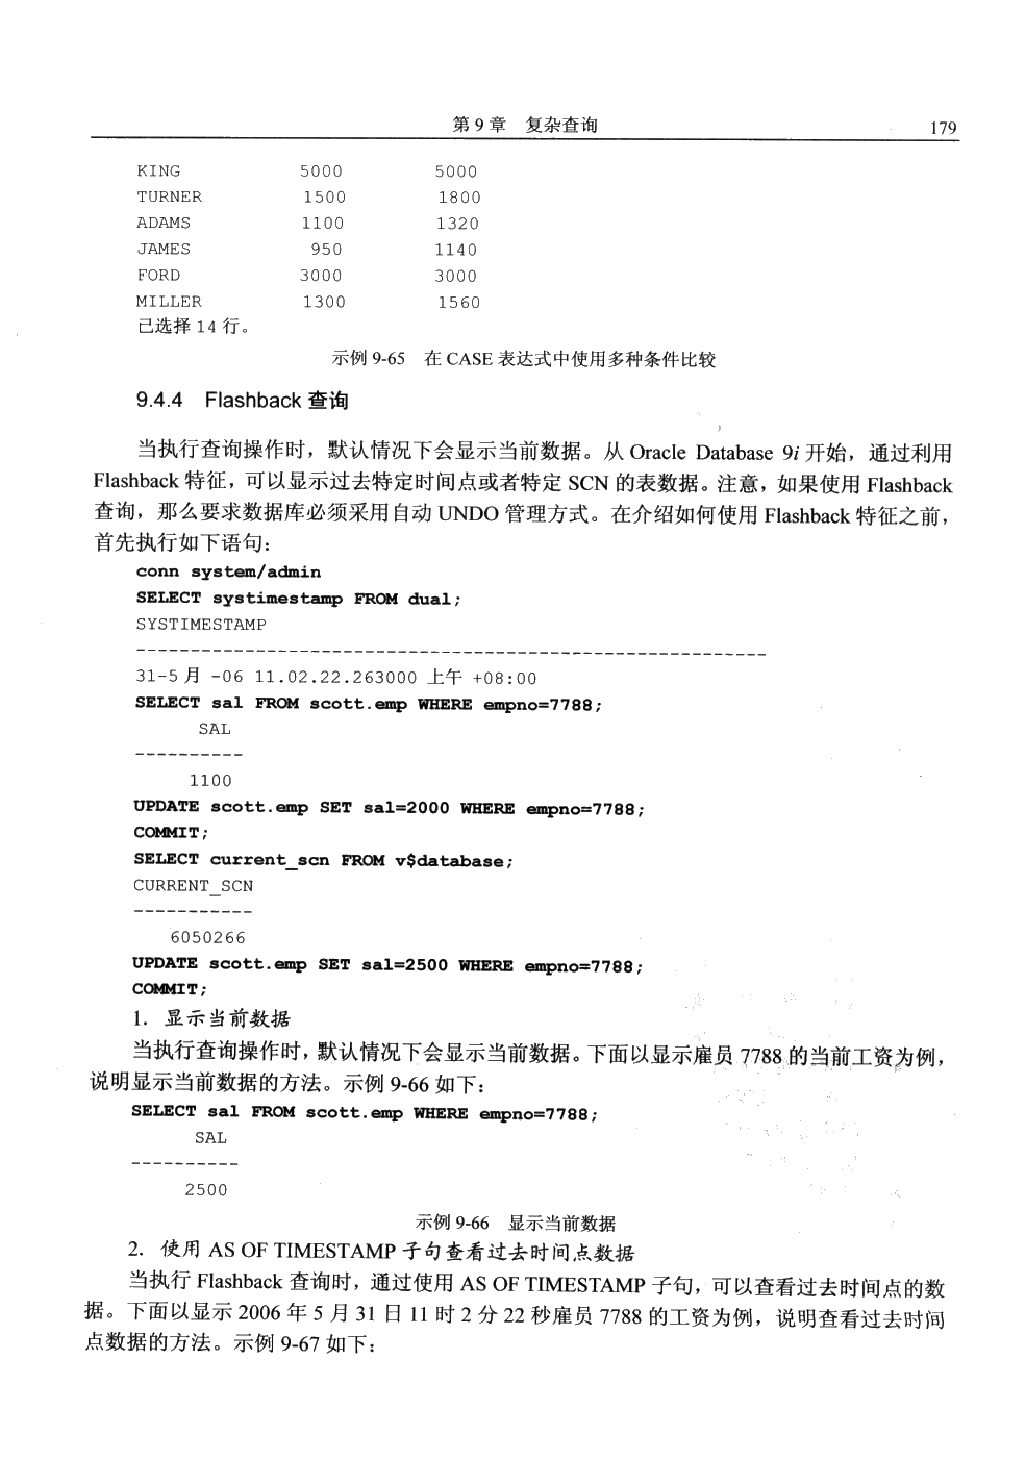 第 9 章 复杂查询 179
KING 5000 5000
TURNER 1500 1800
ADAMS 1100 1320
JAMES 950 1140
FORD 3000 3000
MILLER 1300 1560
已选择 14 行。
示例 9-65 在 CASE 表达式中使用多种条件比较
9.4.4 Flashback 查询
当执行查询操作时，默认情况下会显示当前数据。从 Oracle Database 9i 开始，通过利用
Flashback 特征，可以显示过去特定时间点或者特定 SCN 的表数据。注意，如果使用 Flashback
查询，那么要求数据库必须采用自动 UNDO 管理方式。在介绍如何使用 Flashback 特征之前，
首先执行如下语句：
conn system/admin
SELECT systimestamp FROM dual;
SYSTIMESTAMP
----------------------------------------------------------
31-5 月 -06 11.02.22.263000 上午 +08:00
SELECT sal FROM scott.emp WHERE empno=7788;
SAL
----------
1100
UPDATE scott.emp SET sal=2000 WHERE empno=7788;
COMMIT;
SELECT current_scn FROM v$database;
CURRENT_SCN
-----------
6050266
UPDATE scott.emp SET sal=2500 WHERE empno=7788;
COMMIT;
1. 显示当前数据
当执行查询操作时，默认情况下会显示当前数据。下面以显示雇员 7788 的当前工资为例，
说明显示当前数据的方法。示例 9-66 如下：
SELECT sal FROM scott.emp WHERE empno=7788;
SAL
----------
2500
示例 9-66 显示当前数据
2. 使用 AS OF TIMESTAMP 子句查看过去时间点数据
当执行 Flashback 查询时，通过使用 AS OF TIMESTAMP 子句，可以查看过去时间点的数
据。下面以显示 2006 年 5 月 31 日 11 时 2 分 22 秒雇员 7788 的工资为例，说明查看过去时间
点数据的方法。示例 9-67 如下：